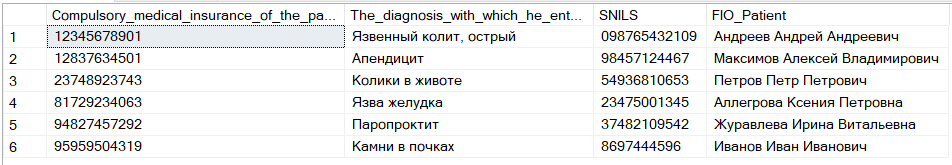 Compulsory_medical_insurance_of_the_pa... The_diagnosis_with_which_he_ent... SNILS FIO_Patient
1 12345678901 Язвенный колит, острый 098765432109 Андреев Андрей Андреевич
2 12837634501 Апендицит 98457124467 Максимов Алексей Владимирович
3 23748923743 Колики в животе 54936810653 Петров Петр Петрович
4 81729234063 Язва желудка 23475001345 Аллегрова Ксения Петровна
5 94827457292 Паропроктит 37482109542 Журавлева Ирина Витальевна
6 95959504319 Камни в почках 8697444596 Иванов Иван Иванович